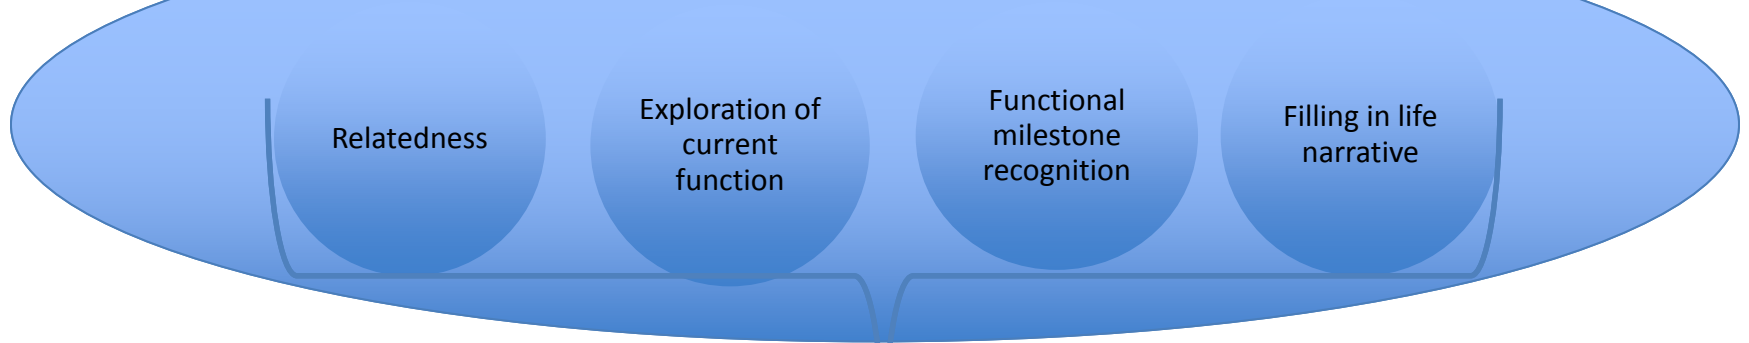 Relatedness
Exploration of
current
function
Functional
milestone
recognition
Filling in life
narrative